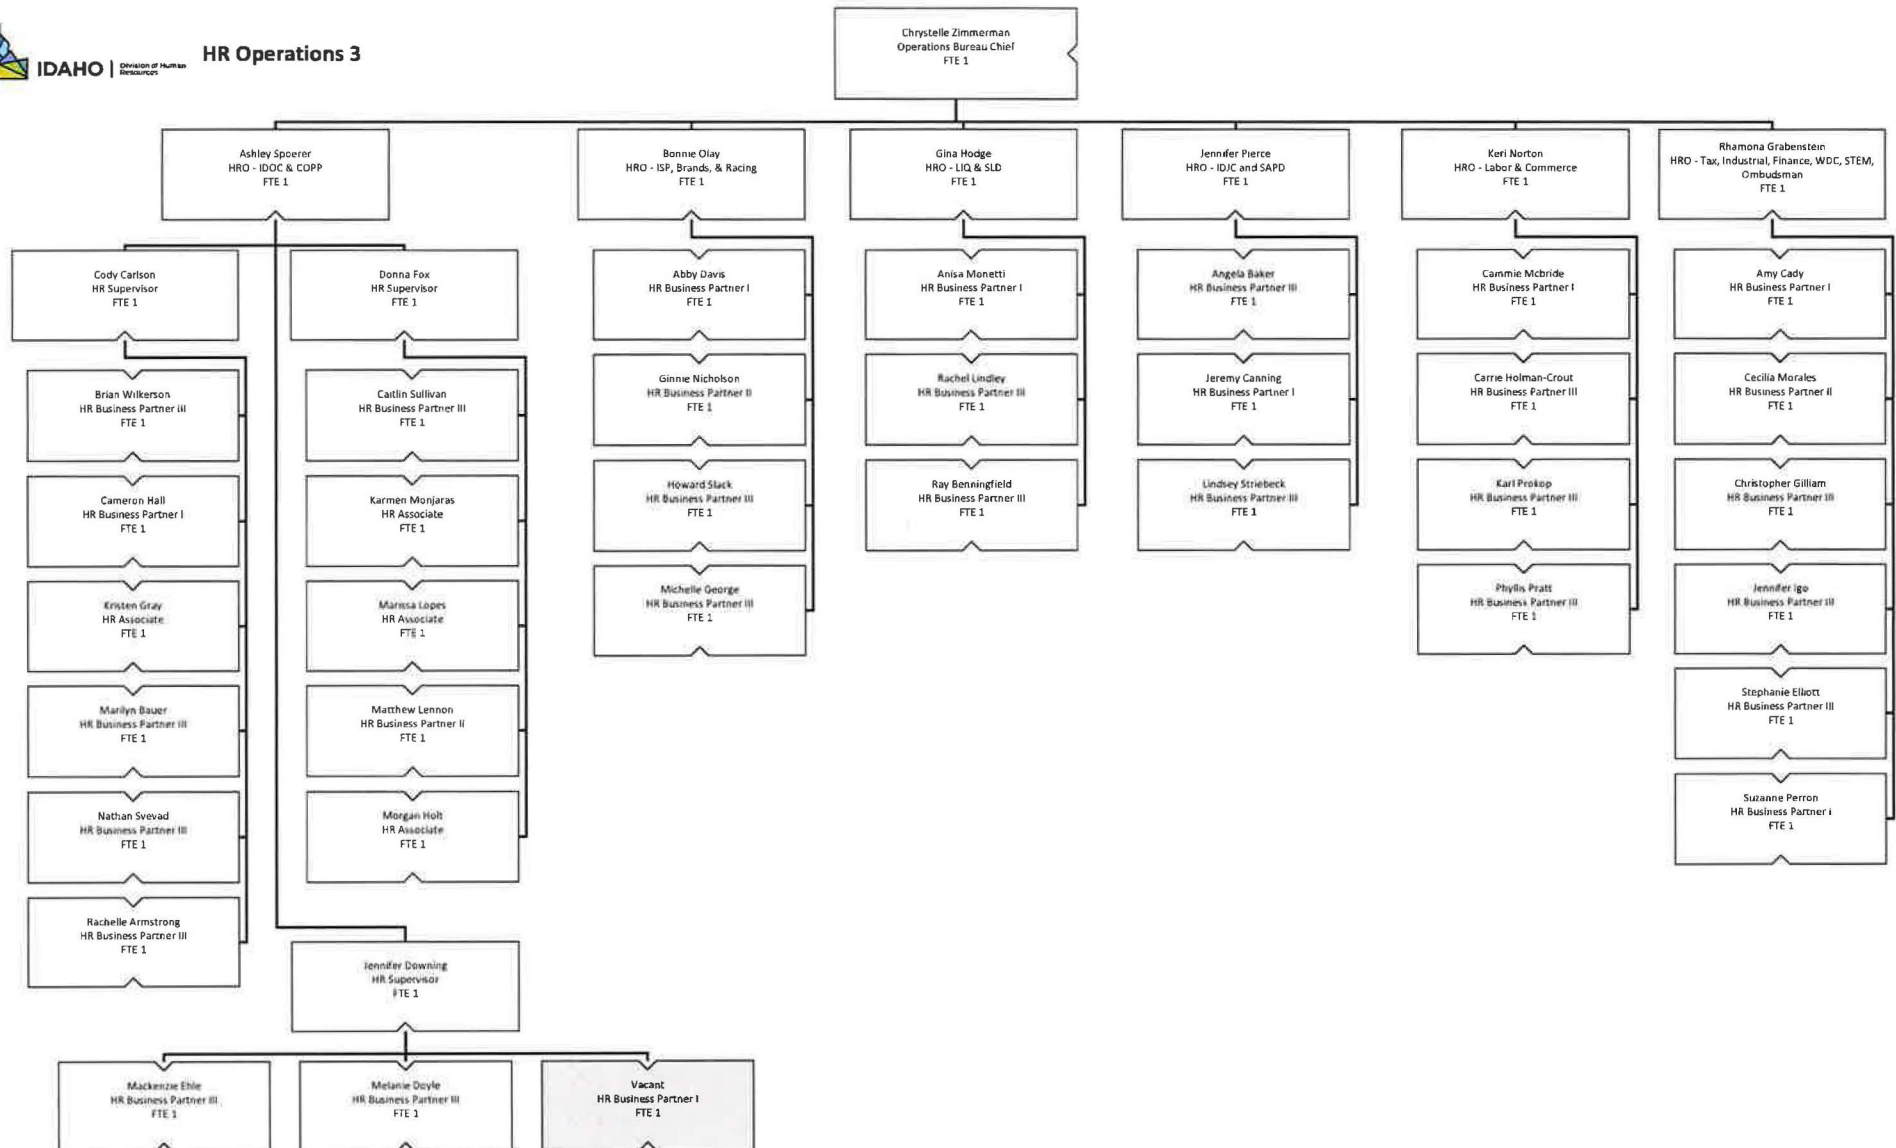 IDAHO | Division of Human Resources
HR Operations 3
Chrystelle Zimmerman
Operations Bureau Chief
FTE 1
Ashley Spoerer
HRO - IDOC & COPP
FTE 1
Bonnie Olay
HRO - ISP, Brands, & Racing
FTE 1
Gina Hodge
HRO - LIQ & SLD
FTE 1
Jennifer Pierce
HRO - IDJC and SAPD
FTE 1
Keri Norton
HRO - Labor & Commerce
FTE 1
Rhamona Grabenstein
HRO - Tax, Industrial, Finance, WDC, STEM,
Ombudsman
FTE 1
Cody Carlson
HR Supervisor
FTE 1
Brian Wilkerson
HR Business Partner III
FTE 1
Cameron Hall
HR Business Partner I
FTE 1
Kristen Gray
HR Associate
FTE 1
Marilyn Bauer
HR Business Partner III
FTE 1
Nathan Svevad
HR Business Partner III
FTE 1
Rachelle Armstrong
HR Business Partner III
FTE 1
Donna Fox
HR Supervisor
FTE 1
Caitlin Sullivan
HR Business Partner III
FTE 1
Karmen Monjaras
HR Associate
FTE 1
Marissa Lopes
HR Associate
FTE 1
Matthew Lennon
HR Business Partner II
FTE 1
Morgan Holt
HR Associate
FTE 1
Jennifer Downing
HR Supervisor
FTE 1
Mackenzie Ehle
HR Business Partner III
FTE 1
Melanie Doyle
HR Business Partner III
FTE 1
Vacant
HR Business Partner I
FTE 1
Abby Davis
HR Business Partner I
FTE 1
Ginnie Nicholson
HR Business Partner II
FTE 1
Howard Slack
HR Business Partner III
FTE 1
Michelle George
HR Business Partner III
FTE 1
Anisa Monetti
HR Business Partner I
FTE 1
Rachel Lindley
HR Business Partner III
FTE 1
Ray Benningfield
HR Business Partner III
FTE 1
Angela Baker
HR Business Partner III
FTE 1
Jeremy Canning
HR Business Partner I
FTE 1
Lindsey Striebeck
HR Business Partner III
FTE 1
Cammie Mcbride
HR Business Partner I
FTE 1
Carrie Holman-Crout
HR Business Partner III
FTE 1
Karl Prokop
HR Business Partner III
FTE 1
Phyllis Pratt
HR Business Partner III
FTE 1
Amy Cady
HR Business Partner I
FTE 1
Cecilia Morales
HR Business Partner II
FTE 1
Christopher Gilliam
HR Business Partner III
FTE 1
Jennifer Igo
HR Business Partner III
FTE 1
Stephanie Elliott
HR Business Partner III
FTE 1
Suzanne Perron
HR Business Partner I
FTE 1